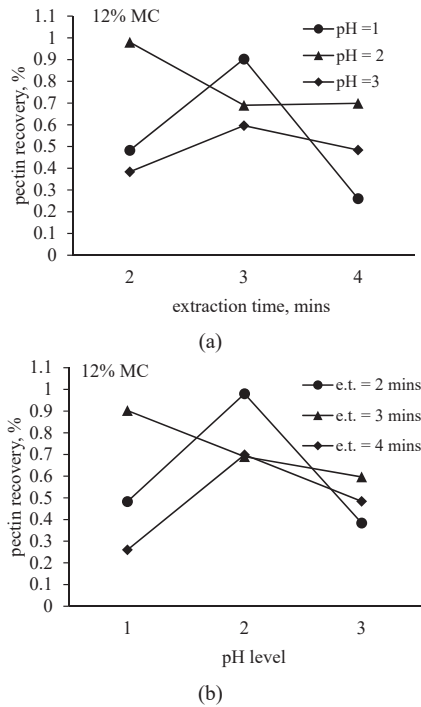 12% MC
pH =1
pH = 2
pH =3
pectin recovery, %
1.1
1
0.9
0.8
0.7
0.6
0.5
0.4
0.3
0.2
0.1
0
2 3 4
extraction time, mins
(a)
12% MC
e.t. = 2 mins
e.t. = 3 mins
e.t. = 4 mins
pectin recovery, %
1.1
1
0.9
0.8
0.7
0.6
0.5
0.4
0.3
0.2
0.1
0
1 2 3
pH level
(b)